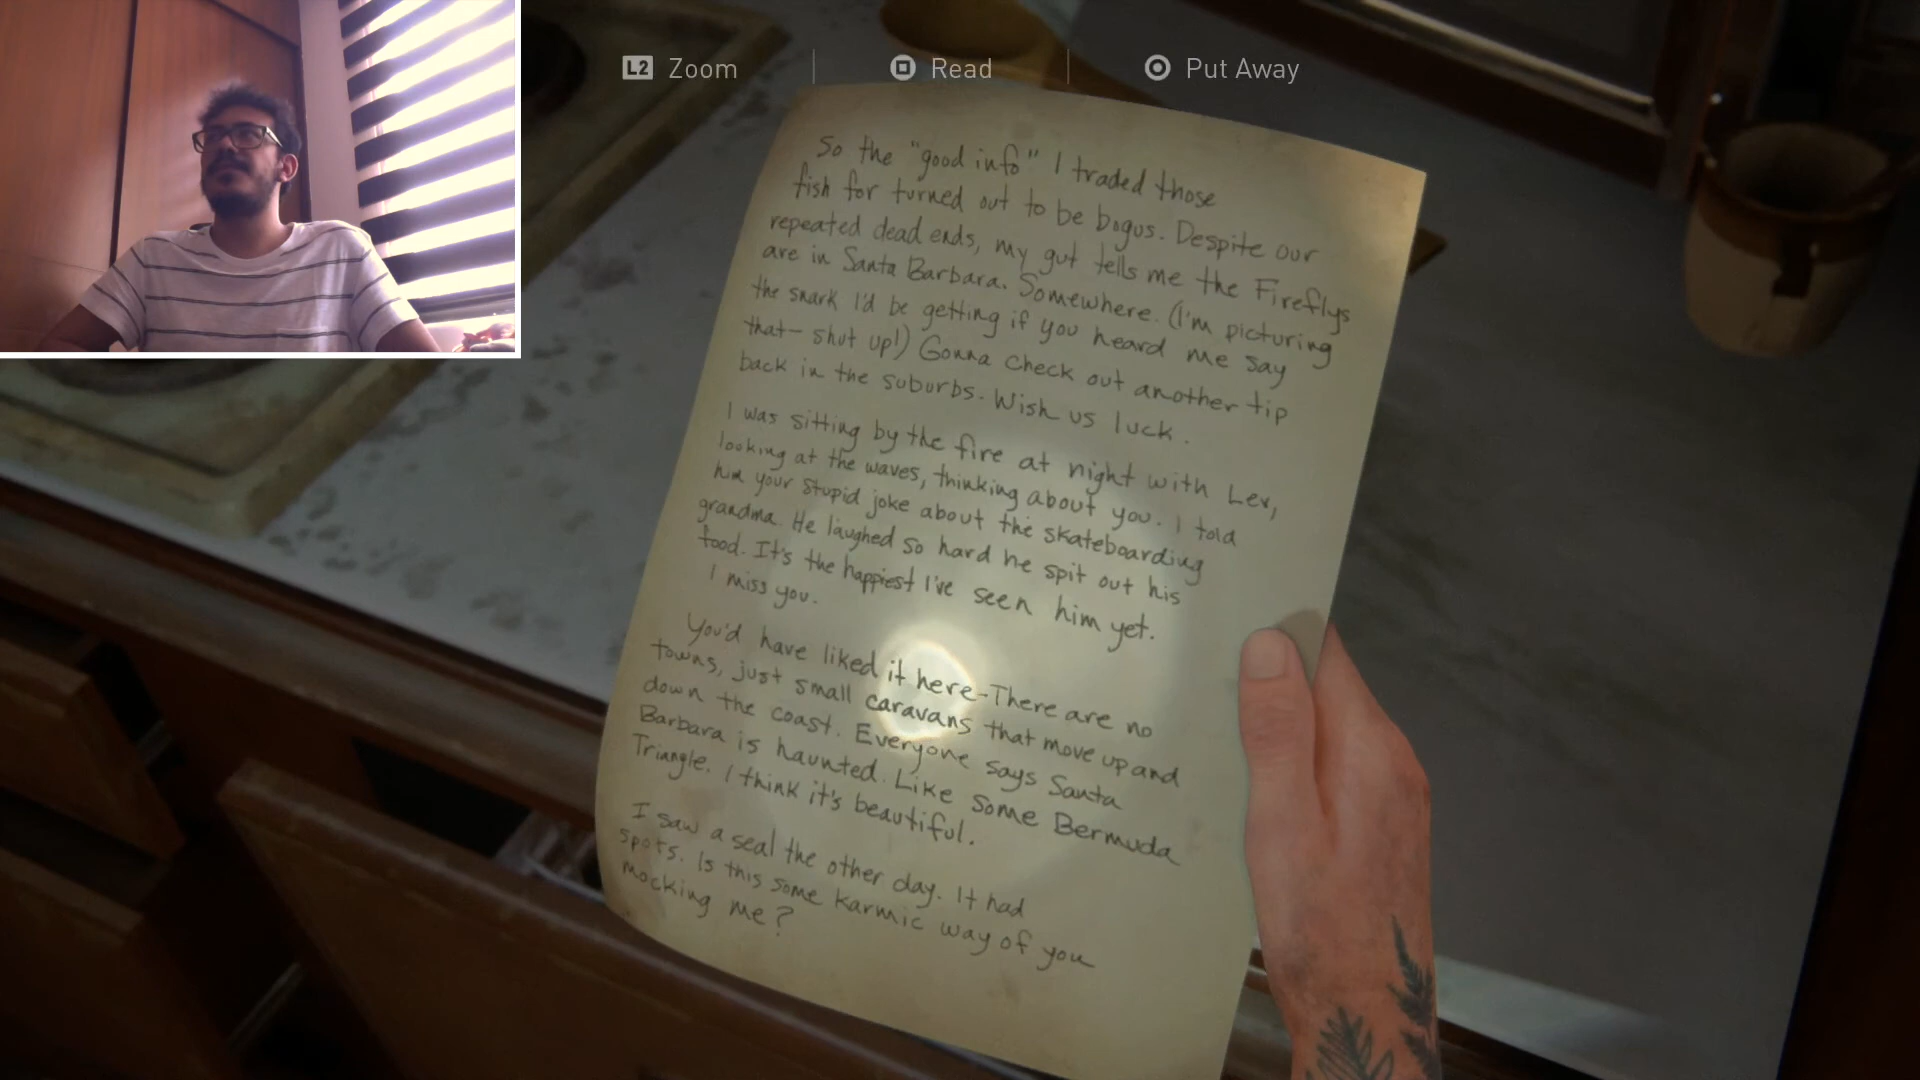 L2 Zoom Read Put Away
So the "good info" I traded those
fish for turned out to be bogus. Despite our
repeated dead ends, my gut tells me the Fireflys
are in Santa Barbara. Somewhere. (I'm picturing
the snark I'd be getting if you heard me say
that- shut up!) Gonna check out another tip
back in the suburbs. Wish us luck.
I was sitting by the fire at night with Lev,
looking at the waves, thinking about you. I told
him your stupid joke about the skateboarding
grandma. He laughed so hard he spit out his
food. It's the happiest I've seen him yet.
I miss you.
You'd have liked it here-There are no
towns, just small caravans that move up and
down the coast. Everyone says Santa
Barbara is haunted. Like some Bermuda
Triangle. I think it's beautiful.
I saw a seal the other day. It had
spots. Is this some karmic way of you
mocking me?